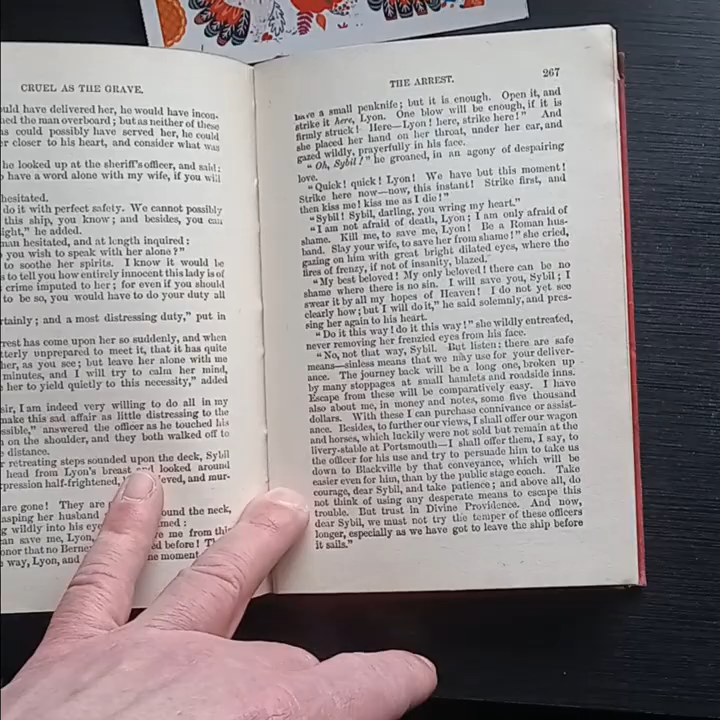 CRUEL AS THE GRAVE.
uld have delivered her, he would have incon-
ed the man overboard; but as neither of these
s could possibly have served her, he could
r closer to his heart, and consider what was
he looked up at the sheriff's officer, and said:
have a word alone with my wife, if you will
hesitated.
do it with perfect safety. We cannot possibly
this ship, you know; and besides, you can
ight," he added.
man hesitated, and at length inquired:
you wish to speak with her alone?"
to soothe her spirits. I know it would be
s to tell you how entirely innocent this lady is of
crime imputed to her; for even if you should
to be so, you would have to do your duty all
rtainly; and a most distressing duty," put in
rest has come upon her so suddenly, and when
tterly unprepared to meet it, that it has quite
her, as you see; but leave her alone with me
minutes, and I will try to calm her mind,
her to yield quietly to this necessity," added
sir, I am indeed very willing to do all in my
make this sad affair as little distressing to the
ssible," answered the officer as he touched his
on the shoulder, and they both walked off to
distance.
r retreating steps sounded upon the deck, Sybil
head from Lyon's breast and looked around
pression half-frightened, eved, and mur-
are gone! They are ound the neck,
asping her husband med:
g wildly into his eye e me from this
an save me, Lyon, ed before! Th
onor that no Berne he moment
way, Lyon, and
THE ARREST. 267
have a small penknife; but it is enough. Open it, and
strike it here, Lyon. One blow will be enough, if it is
firmly struck! Here—Lyon! here, strike here!" And
she placed her hand on her throat, under her ear, and
gazed wildly, prayerfully in his face.
"Oh, Sybil!" he groaned, in an agony of despairing
love.
"Quick! quick! Lyon! We have but this moment!
Strike here now—now, this instant! Strike first, and
then kiss me! kiss me as I die!"
"Sybil! Sybil, darling, you wring my heart."
"I am not afraid of death, Lyon; I am only afraid of
shame. Kill me, to save me, Lyon! Be a Roman hus-
band. Slay your wife, to save her from shame!" she cried,
gazing on him with great bright dilated eyes, where the
fires of frenzy, if not of insanity, blazed.
"My best beloved! My only beloved! there can be no
shame where there is no sin. I will save you, Sybil; I
swear it by all my hopes of Heaven! I do not yet see
clearly how; but I will do it," he said solemnly, and pres-
sing her again to his heart.
"Do it this way! do it this way!" she wildly entreated,
never removing her frenzied eyes from his face.
"No, not that way, Sybil. But listen: there are safe
means—sinless means that we may use for your deliver-
ance. The journey back will be a long one, broken up
by many stoppages at small hamlets and roadside inns.
Escape from these will be comparatively easy. I have
also about me, in money and notes, some five thousand
dollars. With these I can purchase connivance or assist-
ance. Besides, to further our views, I shall offer our wagon
and horses, which luckily were not sold but remain at the
livery-stable at Portsmouth—I shall offer them, I say, to
the officer for his use and try to persuade him to take us
down to Blackville by that conveyance, which will be
easier even for him, than by the public stage coach. Take
courage, dear Sybil, and take patience; and above all, do
not think of using any desperate means to escape this
trouble. But trust in Divine Providence. And now,
dear Sybil, we must not try the temper of these officers
longer, especially as we have got to leave the ship before
it sails."